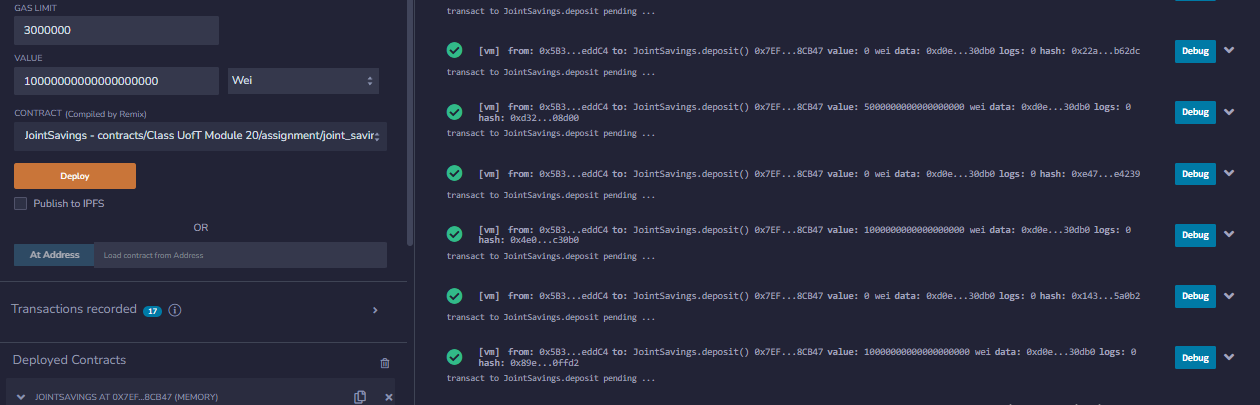 GAS LIMIT
3000000
VALUE
10000000000000000000
Wei
CONTRACT (Compiled by Remix)
JointSavings - contracts/Class UofT Module 20/assignment/joint_savin
Deploy
Publish to IPFS
OR
At Address
Load contract from Address
Transactions recorded 17 i
Deployed Contracts
JOINTSAVINGS AT 0X7EF...8CB47 (MEMORY)
transact to JointSavings.deposit pending ...
[vm] from: 0x5B3...eddC4 to: JointSavings.deposit() 0x7EF...8CB47 value: 0 wei data: 0xd0e...30db0 logs: 0 hash: 0x22a...b62dc
Debug
transact to JointSavings.deposit pending ...
[vm] from: 0x5B3...eddC4 to: JointSavings.deposit() 0x7EF...8CB47 value: 5000000000000000000 wei data: 0xd0e...30db0 logs: 0
hash: 0xd32...08d00
Debug
transact to JointSavings.deposit pending ...
[vm] from: 0x5B3...eddC4 to: JointSavings.deposit() 0x7EF...8CB47 value: 0 wei data: 0xd0e...30db0 logs: 0 hash: 0xe47...e4239
Debug
transact to JointSavings.deposit pending ...
[vm] from: 0x5B3...eddC4 to: JointSavings.deposit() 0x7EF...8CB47 value: 1000000000000000000 wei data: 0xd0e...30db0 logs: 0
hash: 0x4e0...c30b0
Debug
transact to JointSavings.deposit pending ...
[vm] from: 0x5B3...eddC4 to: JointSavings.deposit() 0x7EF...8CB47 value: 0 wei data: 0xd0e...30db0 logs: 0 hash: 0x143...5a0b2
Debug
transact to JointSavings.deposit pending ...
[vm] from: 0x5B3...eddC4 to: JointSavings.deposit() 0x7EF...8CB47 value: 10000000000000000000 wei data: 0xd0e...30db0 logs: 0
hash: 0x89e...0ffd2
Debug
transact to JointSavings.deposit pending ...